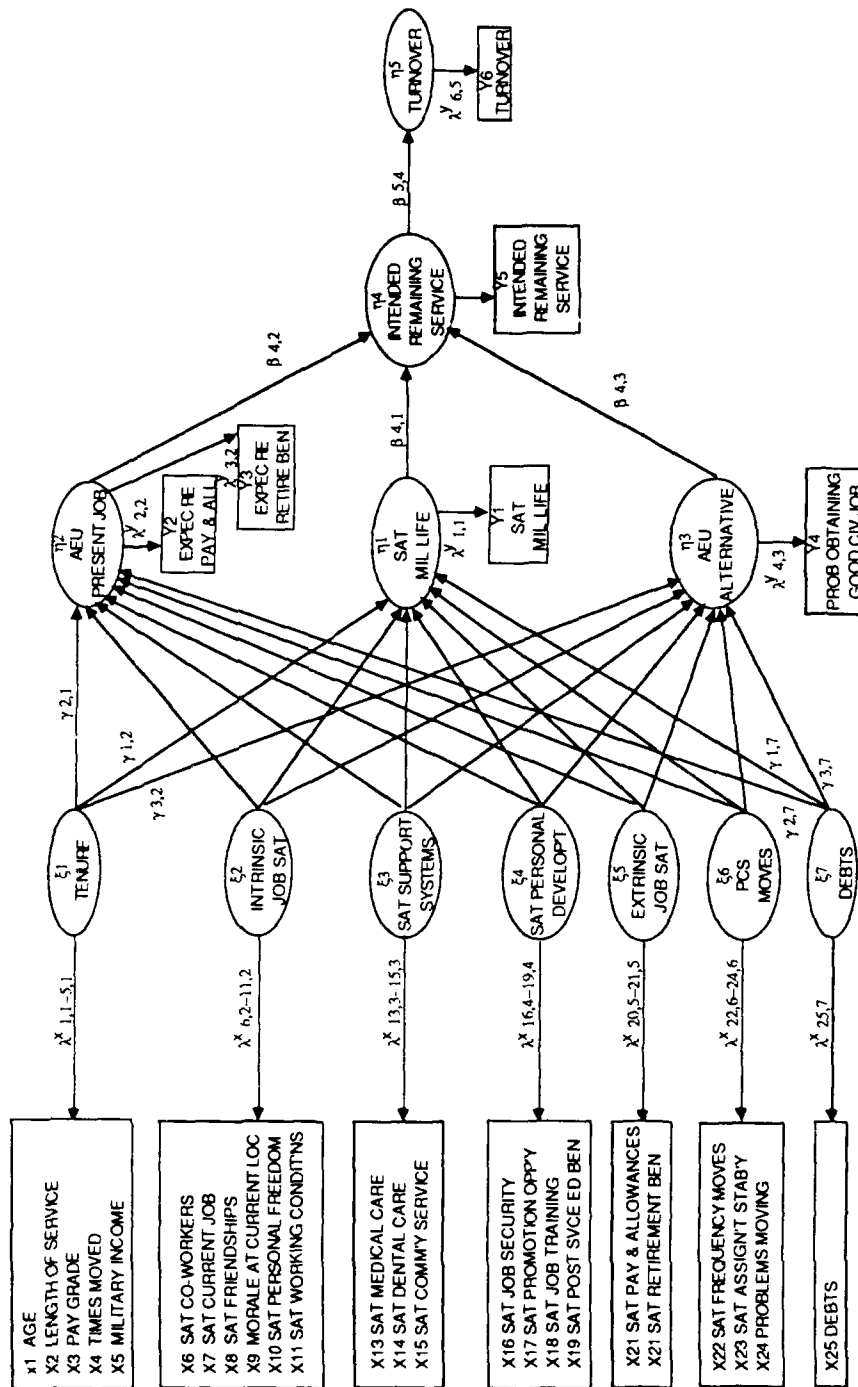 x1 AGE
X2 LENGTH OF SERVICE
X3 PAY GRADE
X4 TIMES MOVED
X5 MILITARY INCOME
X6 SAT CO-WORKERS
X7 SAT CURRENT JOB
X8 SAT FRIENDSHIPS
X9 MORALE AT CURRENT LOC
X10 SAT PERSONAL FREEDOM
X11 SAT WORKING CONDIT'NS
X13 SAT MEDICAL CARE
X14 SAT DENTAL CARE
X15 SAT COMM'Y SERVICE
X16 SAT JOB SECURITY
X17 SAT PROMOTION OPP'Y
X18 SAT JOB TRAINING
X19 SAT POST SVCE ED BEN
X21 SAT PAY & ALLOWANCES
X21 SAT RETIREMENT BEN
X22 SAT FREQUENCY MOVES
X23 SAT ASSIGN'T STAB'Y
X24 PROBLEMS MOVING
X25 DEBTS
λx 1,1-5,1
λx 6,2-11,2
λx 13,3-15,3
λx 16,4-19,4
λx 20,5-21,5
λx 22,6-24,6
λx 25,7
ξ1
TENURE
ξ2
INTRINSIC
JOB SAT
ξ3
SAT SUPPORT
SYSTEMS
ξ4
SAT PERSONAL
DEVELOP'T
ξ5
EXTRINSIC
JOB SAT
ξ6
PCS
MOVES
ξ7
DEBTS
γ 2,1
γ 1,2
γ 3,2
γ 1,7
γ 2,7
γ 3,7
η2
AEU
PRESENT JOB
λy 2,2
Y2
EXPEC RE
PAY & ALL
λy 3,2
Y3
EXPEC RE
RETIRE BEN
η1
SAT
MIL LIFE
λy 1,1
Y1
SAT
MIL LIFE
η3
AEU
ALTERNATIVE
λy 4,3
Y4
PROB OBTAINING
GOOD CIV JOB
β 4,2
β 4,1
β 4,3
η4
INTENDED
REMAINING
SERVICE
Y5
INTENDED
REMAINING
SERVICE
β 5,4
η5
TURNOVER
λy 6,5
Y6
TURNOVER